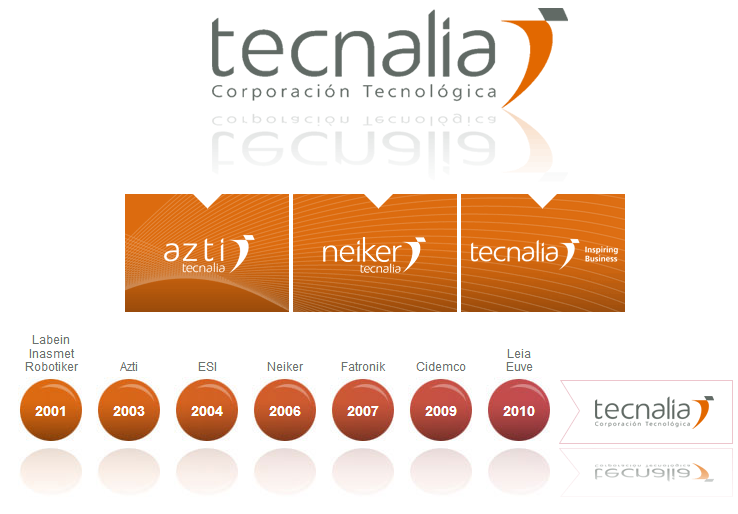 tecnalia
Corporación Tecnológica
azti
tecnalia
neiker
tecnalia
tecnalia
Inspiring
Business
Labein
Inasmet
Robotiker
Azti
ESI
Neiker
Fatronik
Cidemco
Leia
Euve
2001
2003
2004
2006
2007
2009
2010
tecnalia
Corporación Tecnológica